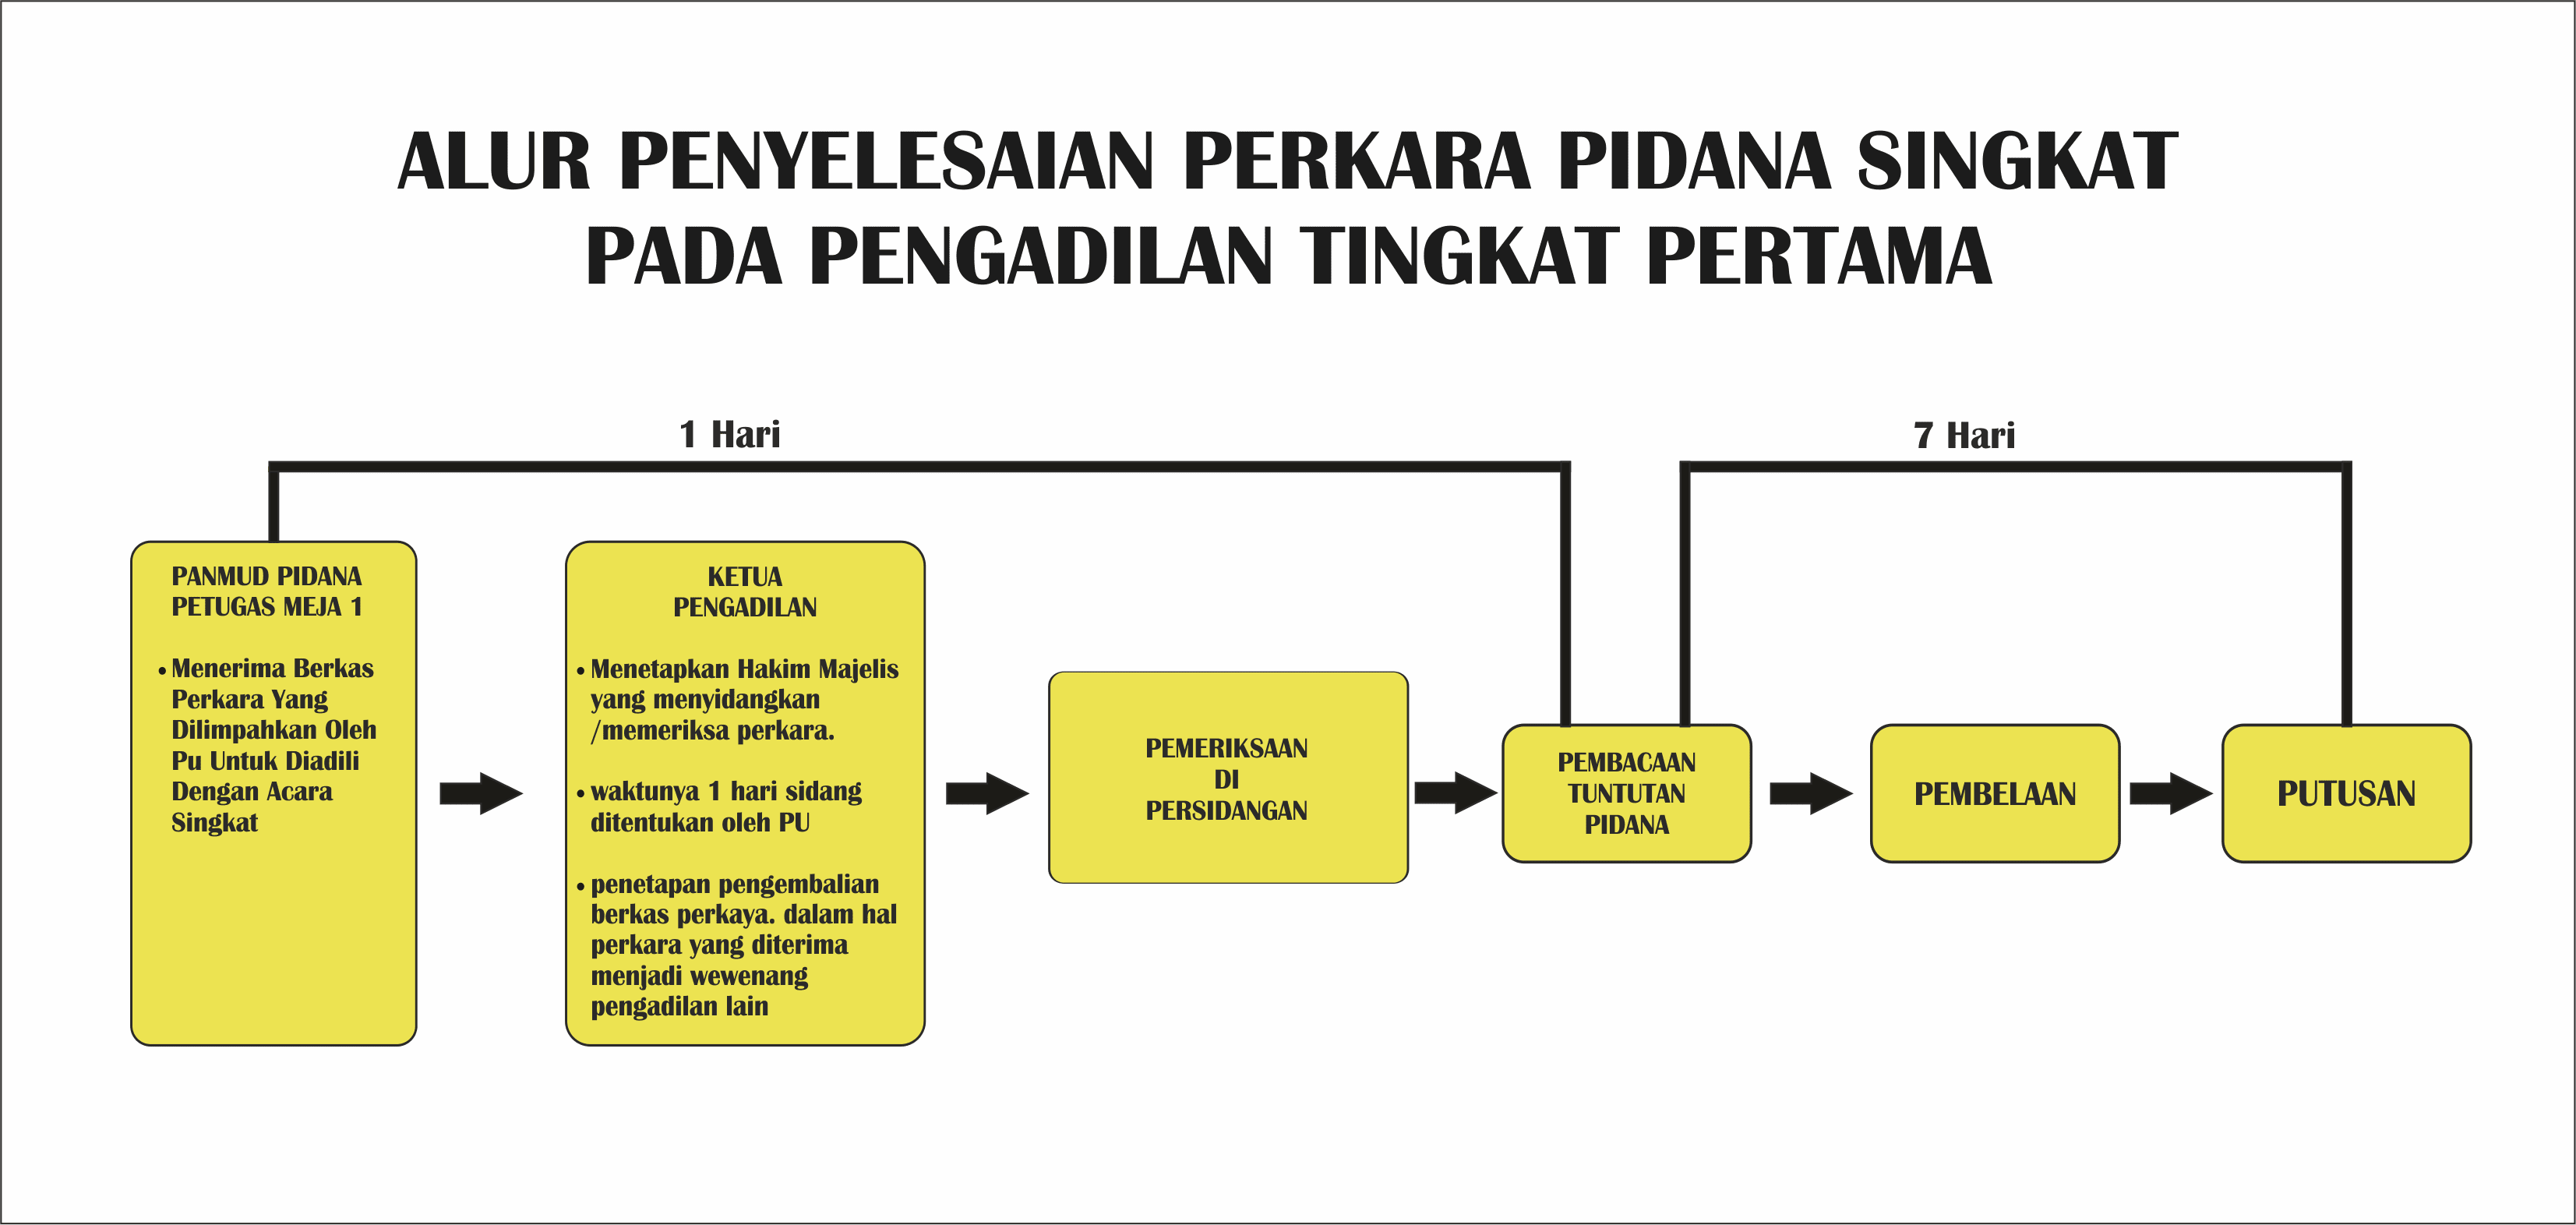 ALUR PENYELESAIAN PERKARA PIDANA SINGKAT
PADA PENGADILAN TINGKAT PERTAMA
1 Hari
7 Hari
PANMUD PIDANA
PETUGAS MEJA 1
• Menerima Berkas
Perkara Yang
Dilimpahkan Oleh
Pu Untuk Diadili
Dengan Acara
Singkat
KETUA
PENGADILAN
• Menetapkan Hakim Majelis
yang menyidangkan
/memeriksa perkara.
• waktunya 1 hari sidang
ditentukan oleh PU
• penetapan pengembalian
berkas perkaya. dalam hal
perkara yang diterima
menjadi wewenang
pengadilan lain
PEMERIKSAAN
DI
PERSIDANGAN
PEMBACAAN
TUNTUTAN
PIDANA
PEMBELAAN
PUTUSAN